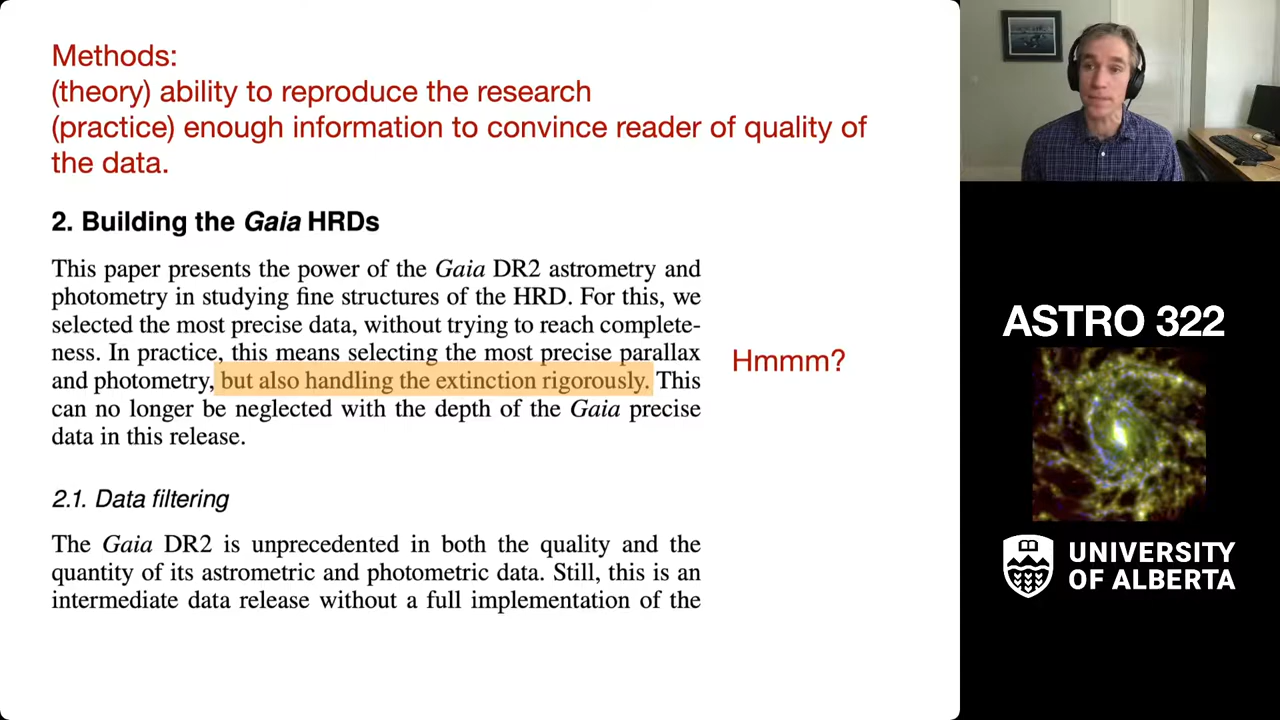 Methods:
(theory) ability to reproduce the research
(practice) enough information to convince reader of quality of
the data.
2. Building the Gaia HRDs
This paper presents the power of the Gaia DR2 astrometry and
photometry in studying fine structures of the HRD. For this, we
selected the most precise data, without trying to reach complete-
ness. In practice, this means selecting the most precise parallax
and photometry, but also handling the extinction rigorously. This
can no longer be neglected with the depth of the Gaia precise
data in this release.
Hmmm?
2.1. Data filtering
The Gaia DR2 is unprecedented in both the quality and the
quantity of its astrometric and photometric data. Still, this is an
intermediate data release without a full implementation of the
ASTRO 322
UNIVERSITY
OF ALBERTA